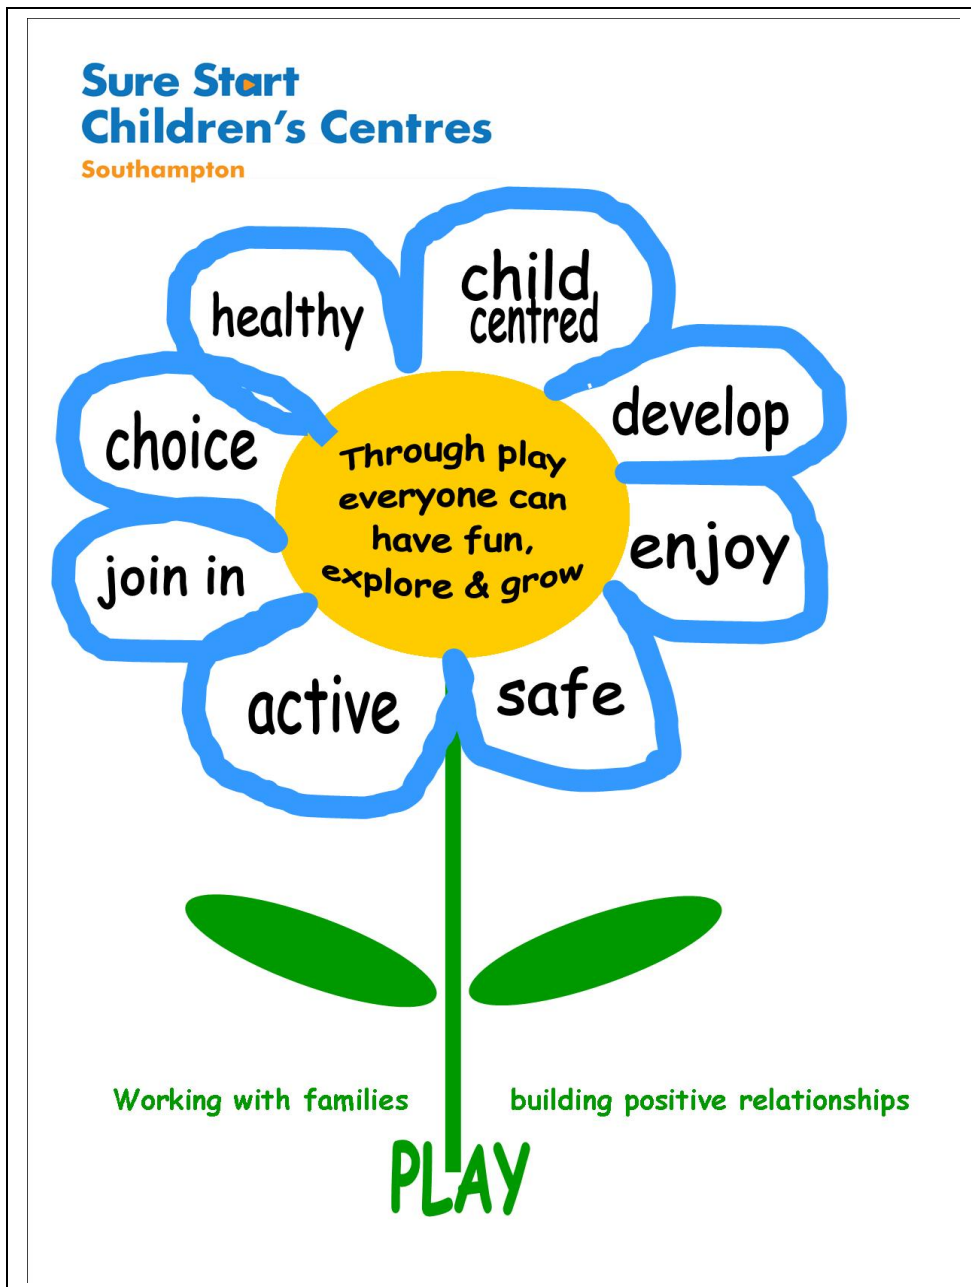 Sure Start
Children's Centres
Southampton
healthy
child
centred
develop
choice
Through play
everyone can
have fun,
explore & grow
enjoy
join in
active
safe
Working with families
building positive relationships
PLAY